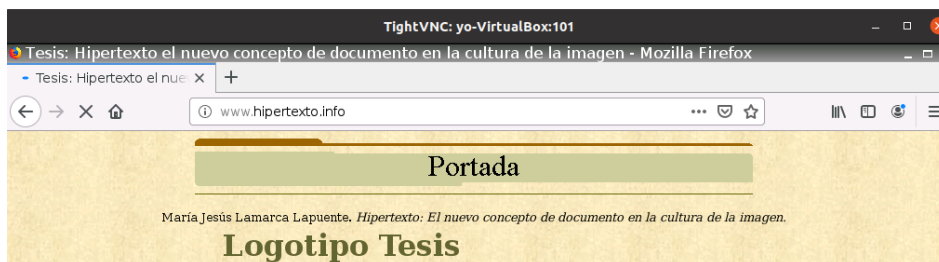 TightVNC: yo-VirtualBox:101
Tesis: Hipertexto el nuevo concepto de documento en la cultura de la imagen - Mozilla Firefox
Tesis: Hipertexto el nue
www.hipertexto.info
Portada
María Jesús Lamarca Lapuente. Hipertexto: El nuevo concepto de documento en la cultura de la imagen.
Logotipo Tesis